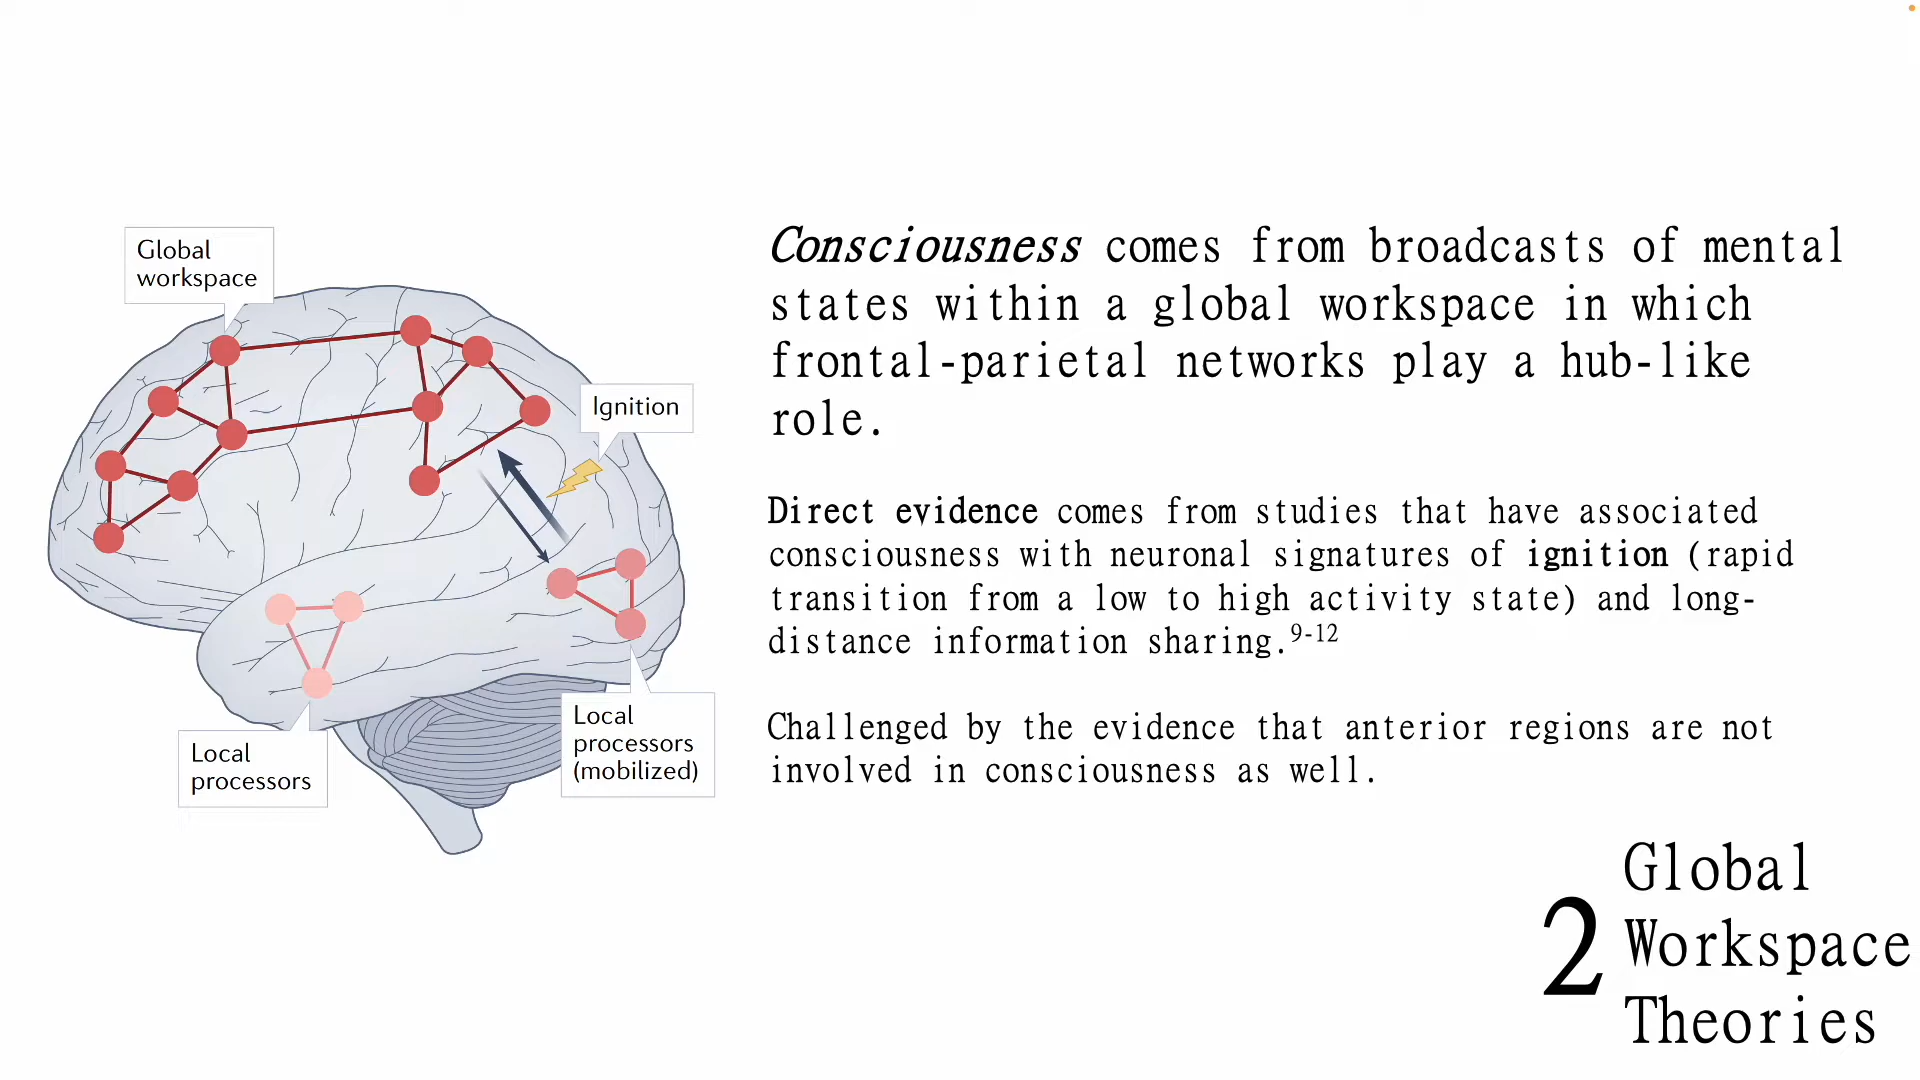 Global
workspace
Ignition
Local
processors
Local
processors
(mobilized)
Consciousness comes from broadcasts of mental
states within a global workspace in which
frontal-parietal networks play a hub-like
role.
Direct evidence comes from studies that have associated
consciousness with neuronal signatures of ignition (rapid
transition from a low to high activity state) and long-
distance information sharing.9-12
Challenged by the evidence that anterior regions are not
involved in consciousness as well.
2
Global
Workspace
Theories